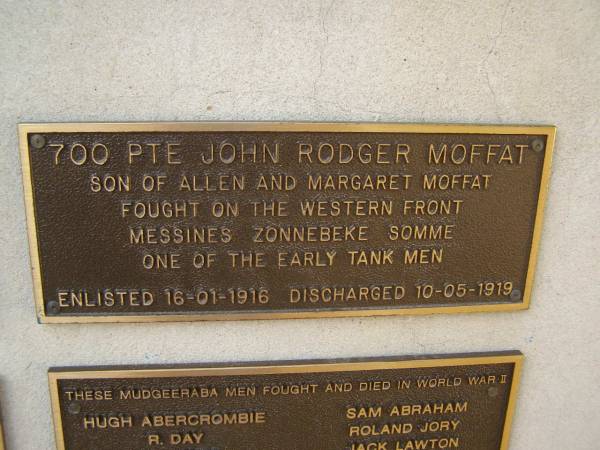 700 PTE JOHN RODGER MOFFAT
SON OF ALLEN AND MARGARET MOFFAT
FOUGHT ON THE WESTERN FRONT
MESSINES ZONNEBEKE SOMME
ONE OF THE EARLY TANK MEN
ENLISTED 16-01-1916 DISCHARGED 10-05-1919
THESE MUDGEERABA MEN FOUGHT AND DIED IN WORLD WAR II
HUGH ABERCROMBIE
R. DAY
SAM ABRAHAM
ROLAND JORY
JACK LAWTON